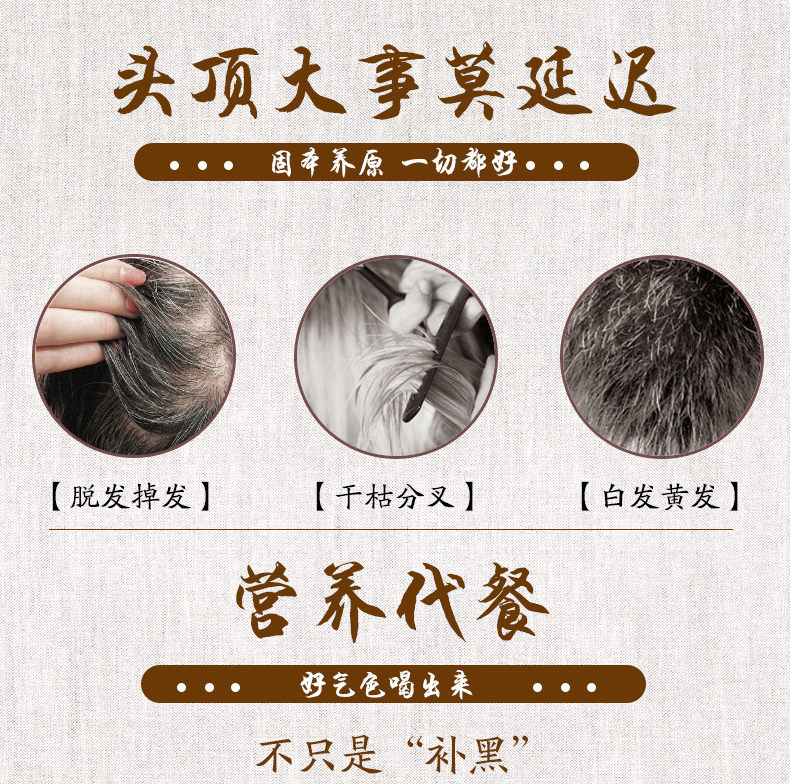 头顶大事莫延迟
•••固本养原 一切都好•••
【脱发掉发】
【干枯分叉】
【白发黄发】
营养代餐
•••好气色喝出来•••
不只是“补黑”